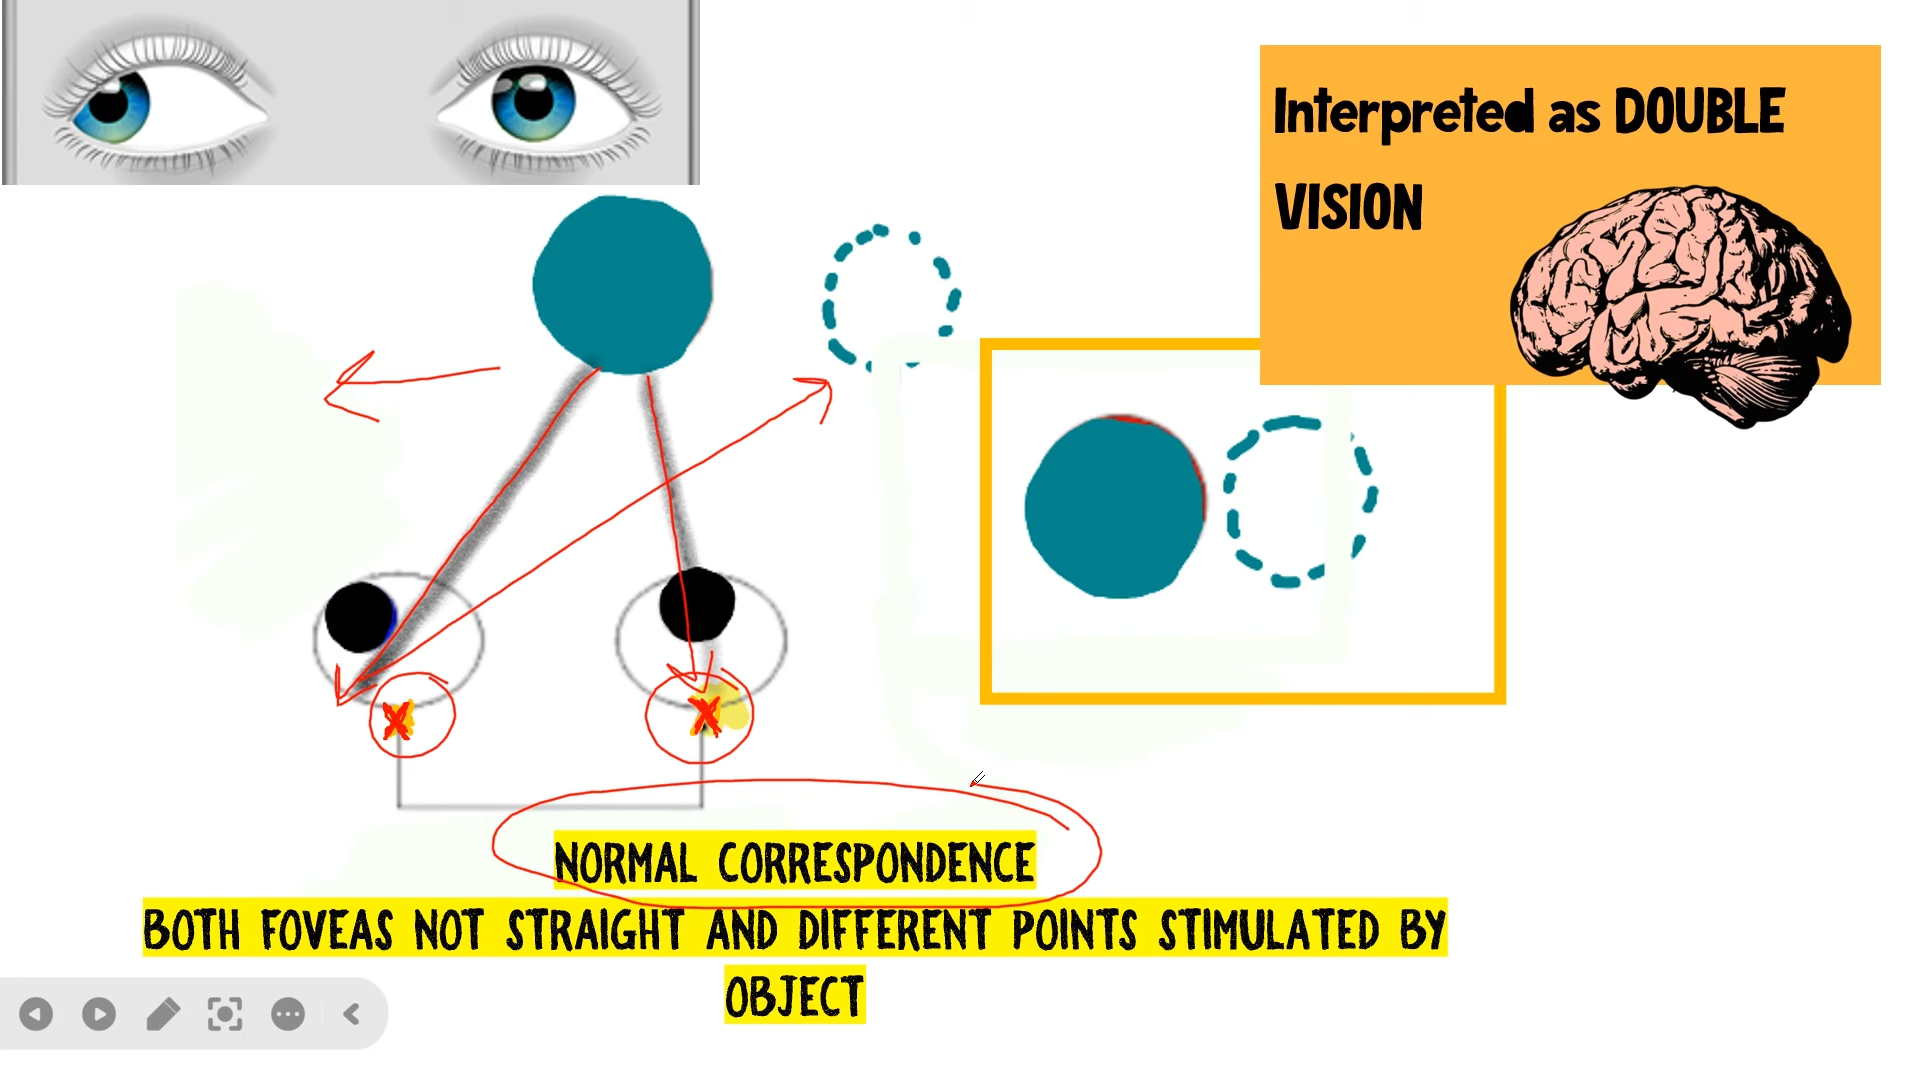 Interpreted as DOUBLE
VISION
X
X
NORMAL CORRESPONDENCE
BOTH FOVEAS NOT STRAIGHT AND DIFFERENT POINTS STIMULATED BY
OBJECT